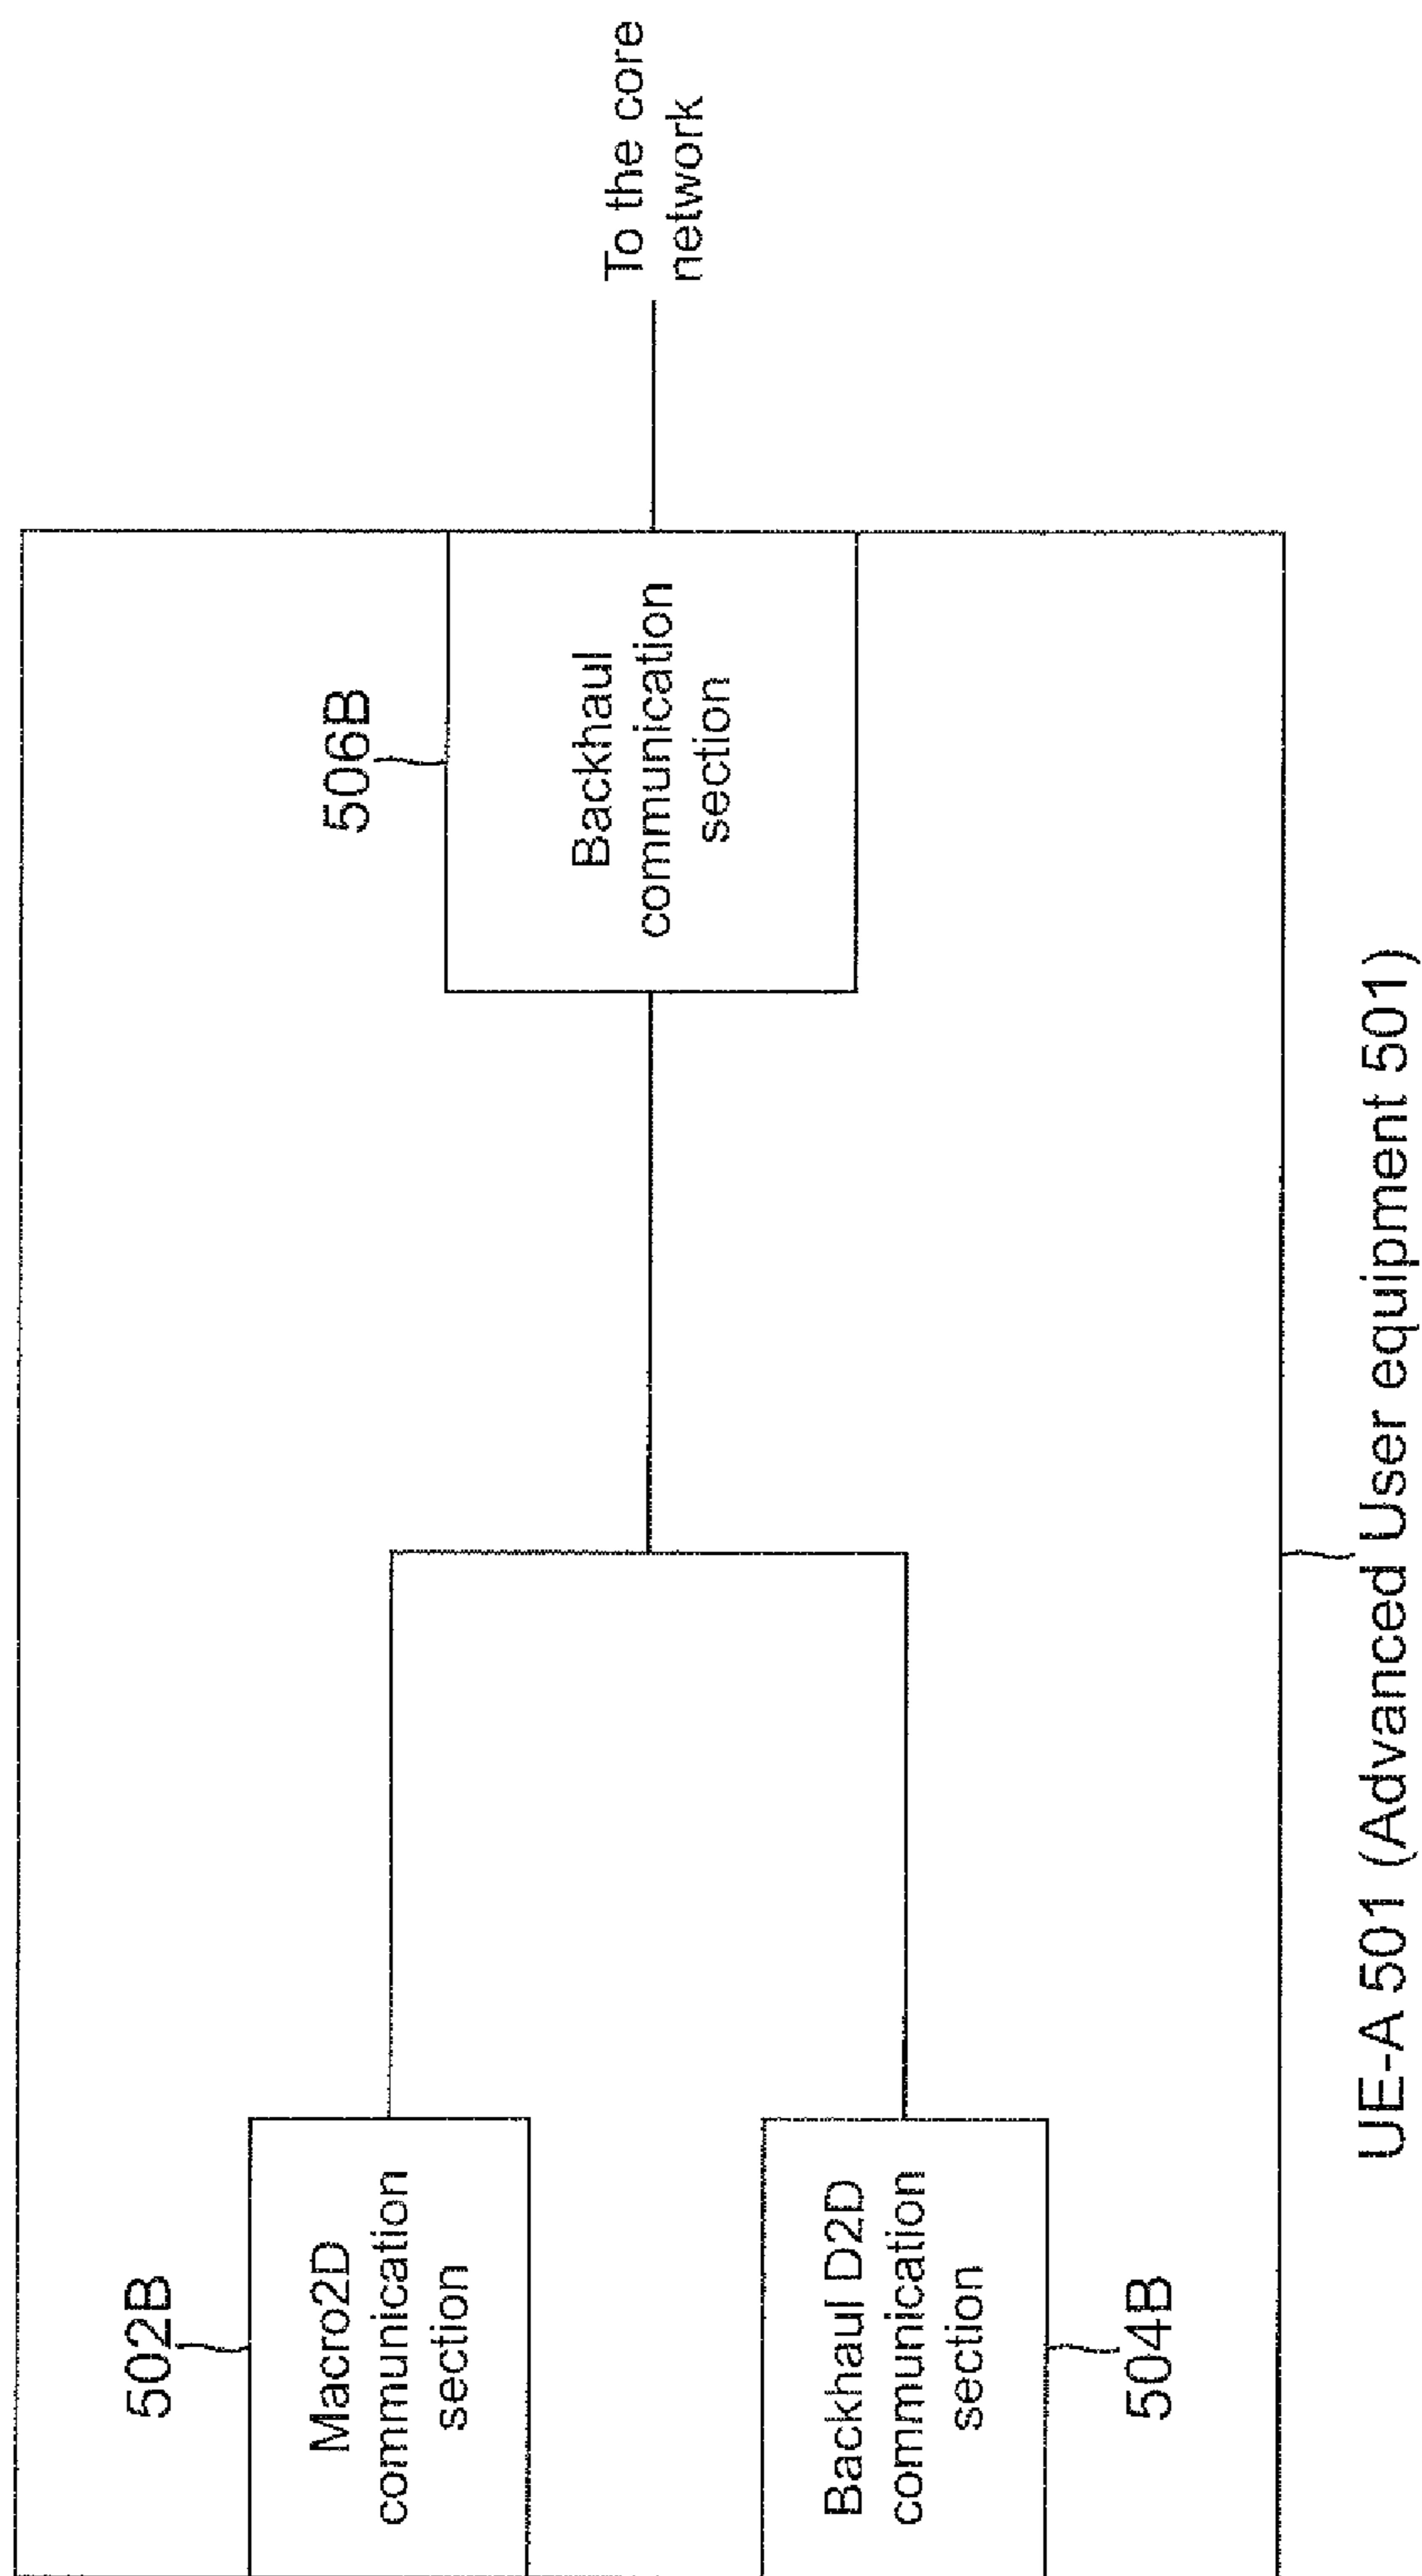 502B
Macro2D
communication
section
Backhaul D2D
communication
section
504B
506B
Backhaul
communication
section
To the core
network
UE-A 501 (Advanced User equipment 501)